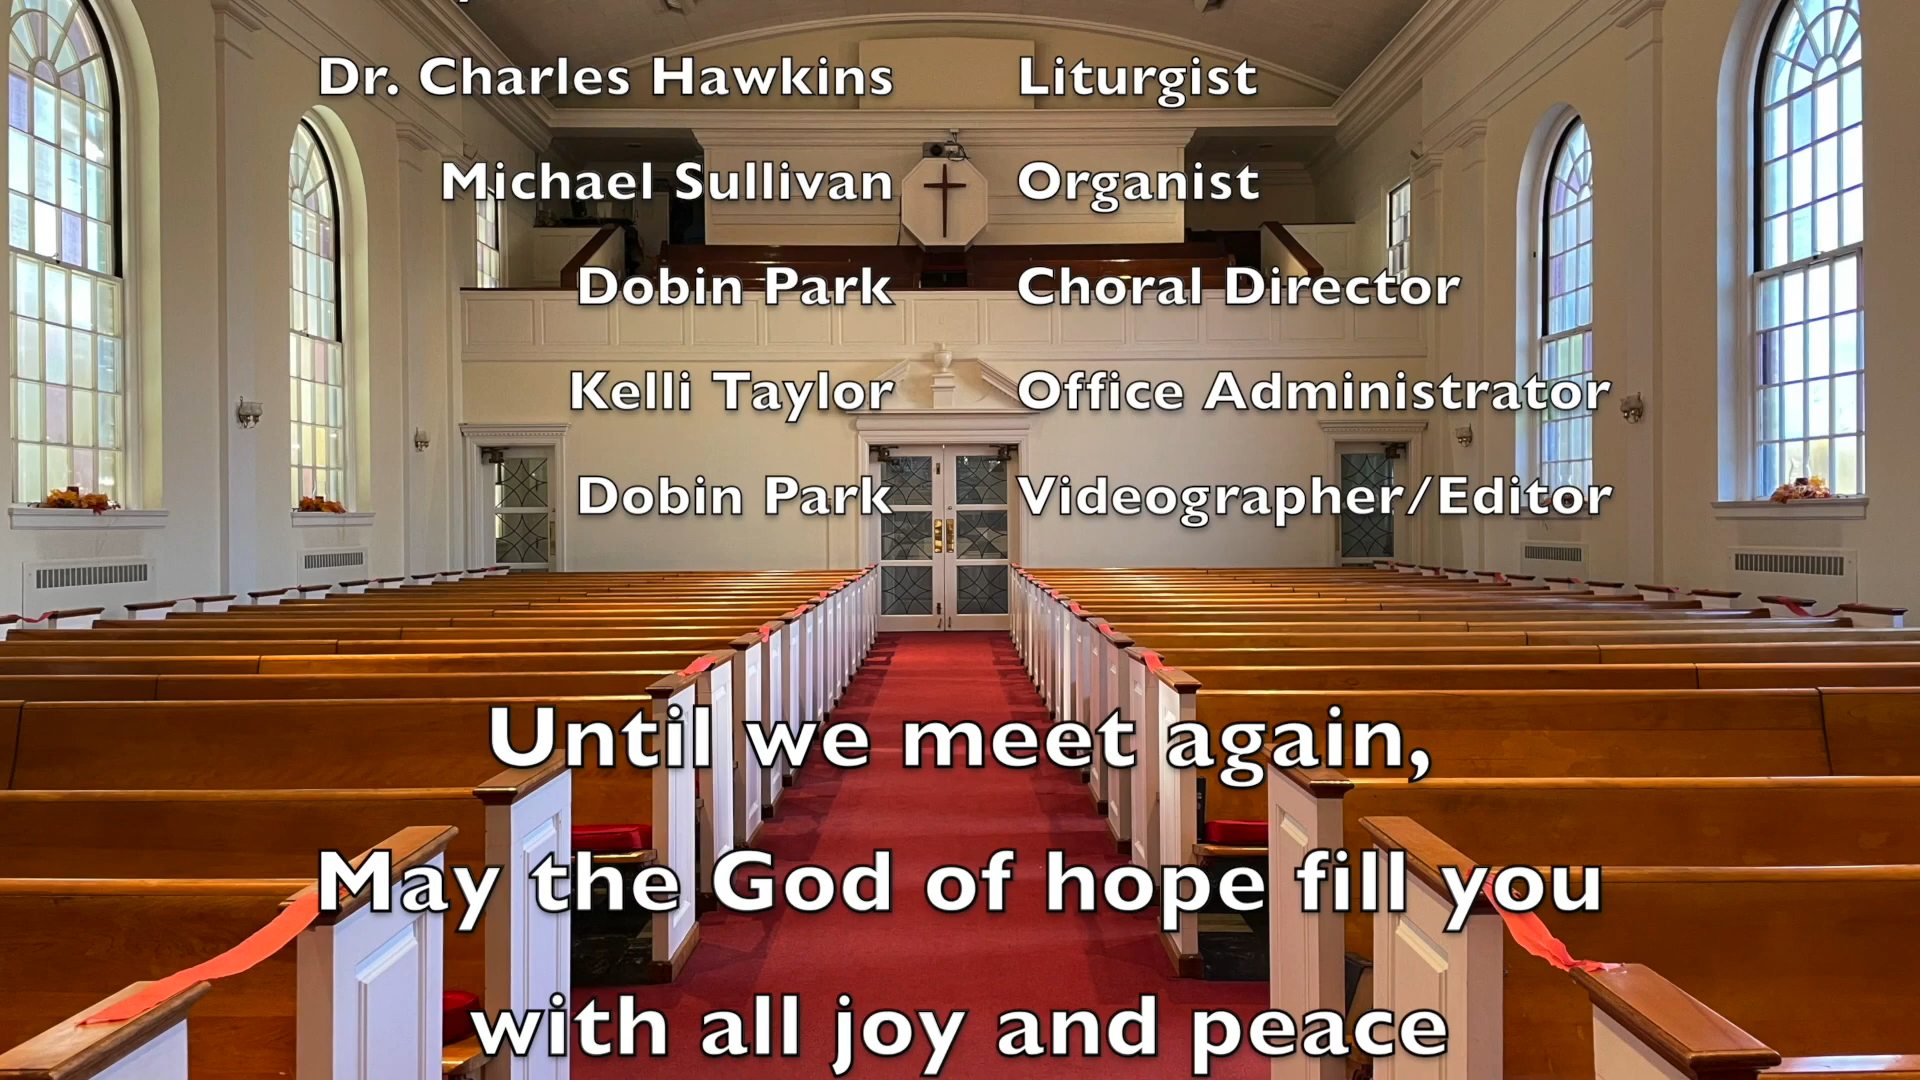 Dr. Charles Hawkins Liturgist
Michael Sullivan Organist
Dobin Park Choral Director
Kelli Taylor Office Administrator
Dobin Park Videographer/Editor
Until we meet again,
May the God of hope fill you
with all joy and peace